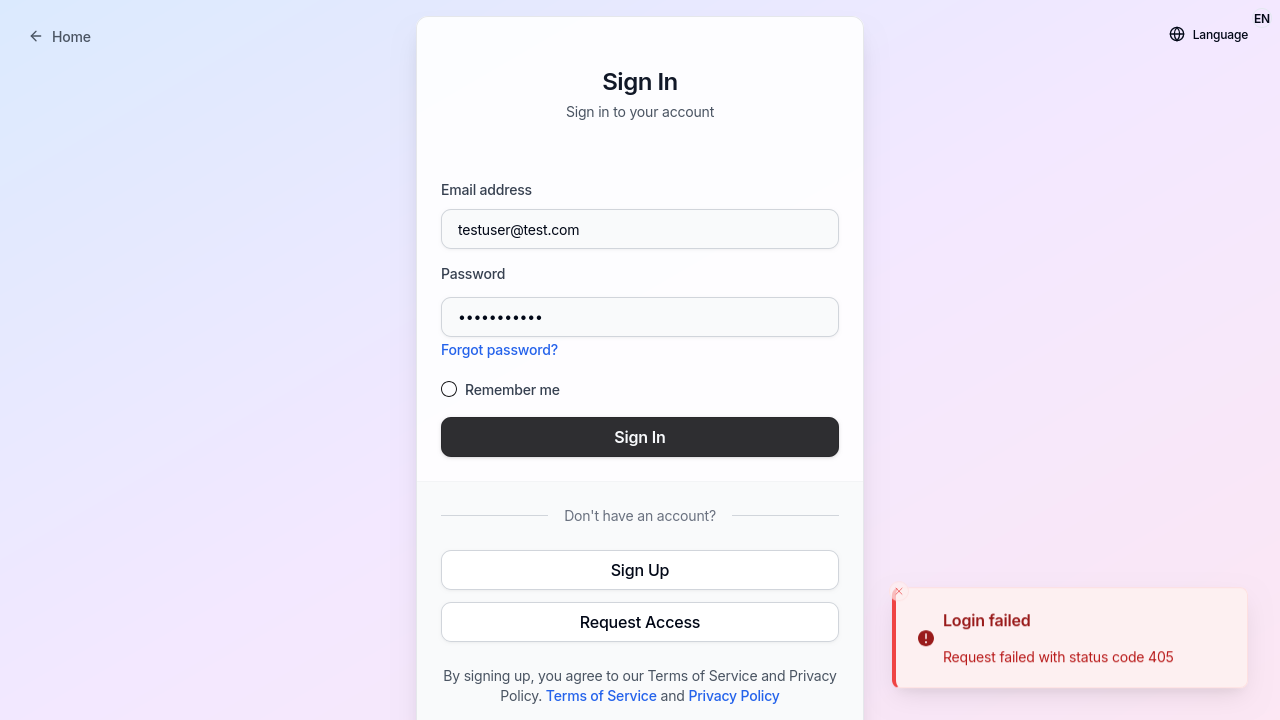 Home
EN
Language
Sign In
Sign in to your account
Email address
testuser@test.com
Password
•••••••••••
Forgot password?
Remember me
Sign In
Don't have an account?
Sign Up
Request Access
By signing up, you agree to our Terms of Service and Privacy
Policy. Terms of Service and Privacy Policy
Login failed
Request failed with status code 405